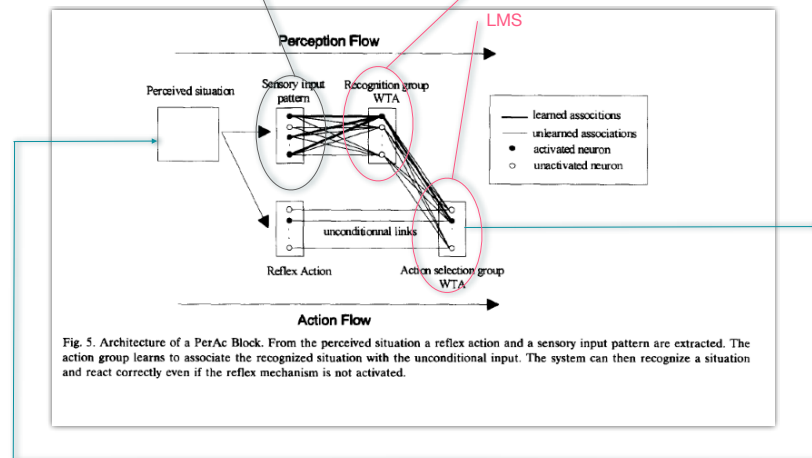 LMS
Perception Flow
Perceived situation
Sensory input
pattern
Recognition group
WTA
learned associtions
unlearned associations
activated neuron
unactivated neuron
unconditionnal links
Reflex Action
Action selection group
WTA
Action Flow
Fig. 5. Architecture of a PerAc Block. From the perceived situation a reflex action and a sensory input pattern are extracted. The
action group learns to associate the recognized situation with the unconditional input. The system can then recognize a situation
and react correctly even if the reflex mechanism is not activated.